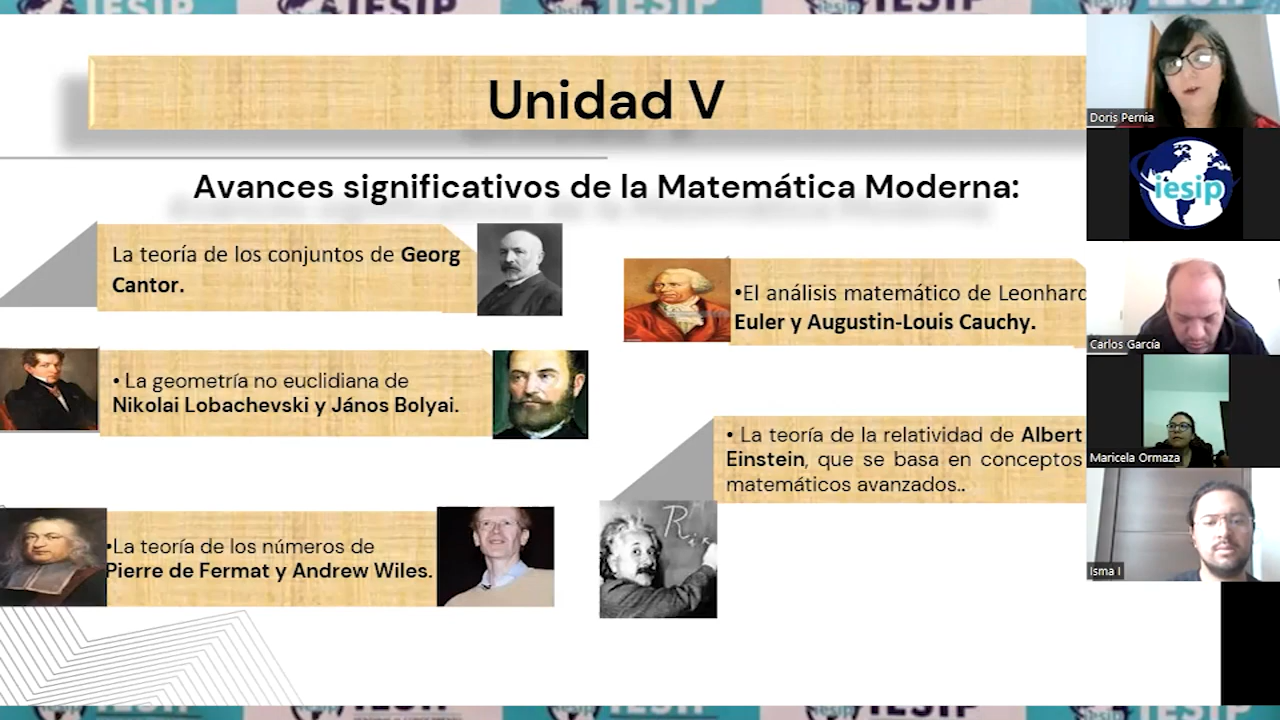 Unidad V
Avances significativos de la Matemática Moderna:
La teoría de los conjuntos de Georg
Cantor.
• La geometría no euclidiana de
Nikolai Lobachevski y János Bolyai.
•La teoría de los números de
Pierre de Fermat y Andrew Wiles.
•El análisis matemático de Leonhard
Euler y Augustin-Louis Cauchy.
• La teoría de la relatividad de Albert
Einstein, que se basa en conceptos
matemáticos avanzados..
Doris Pernia
iesip
Carlos García
Maricela Ormaza
Isma I